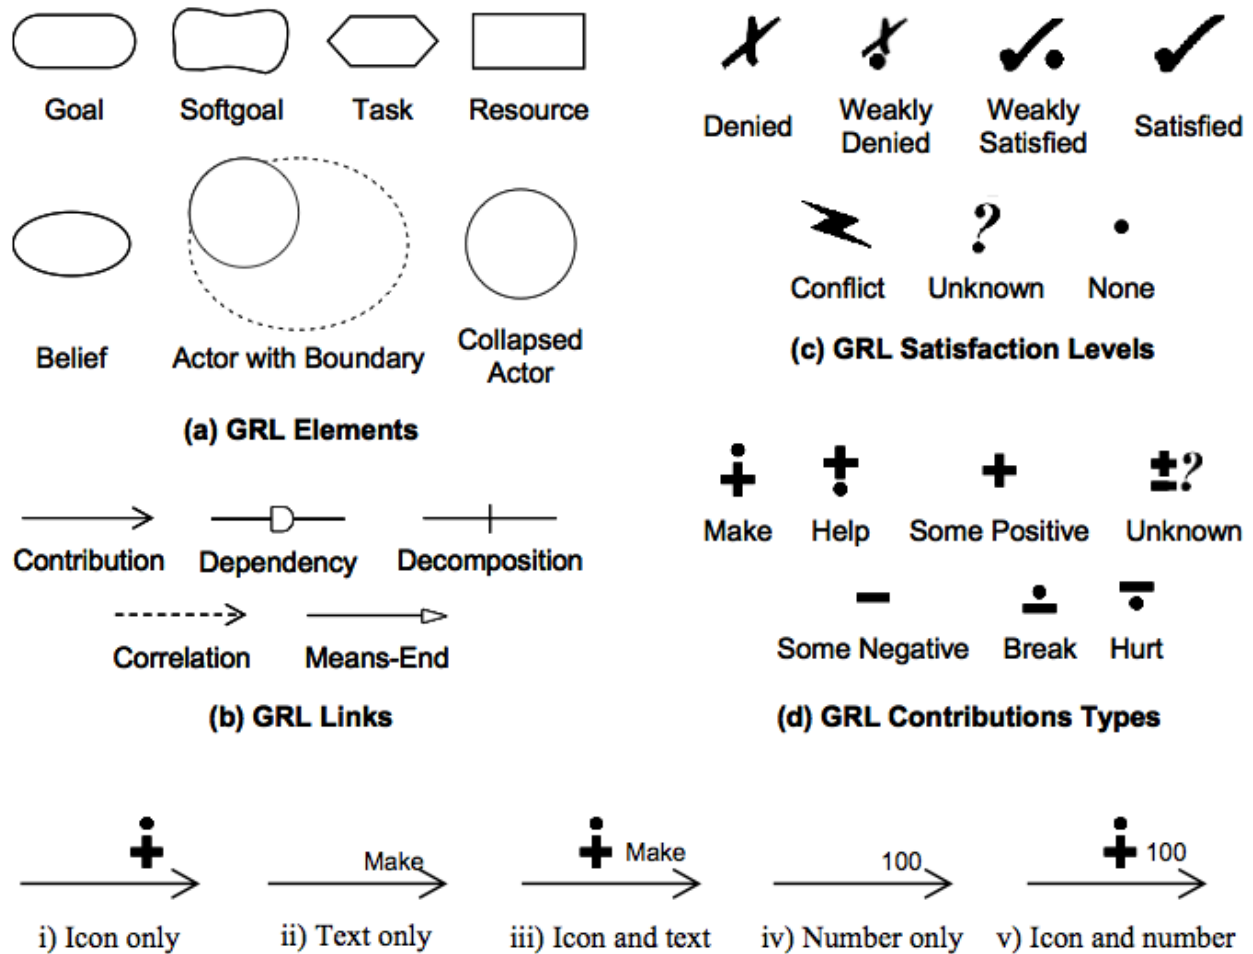 Goal Softgoal Task Resource
Belief Actor with Boundary Collapsed
Actor
(a) GRL Elements
Contribution Dependency Decomposition
Correlation Means-End
(b) GRL Links
Denied Weakly Weakly Satisfied
Denied Satisfied
Conflict Unknown None
(c) GRL Satisfaction Levels
Make Help Some Positive Unknown
Some Negative Break Hurt
(d) GRL Contributions Types
Make Make 100 100
i) Icon only ii) Text only iii) Icon and text iv) Number only v) Icon and number